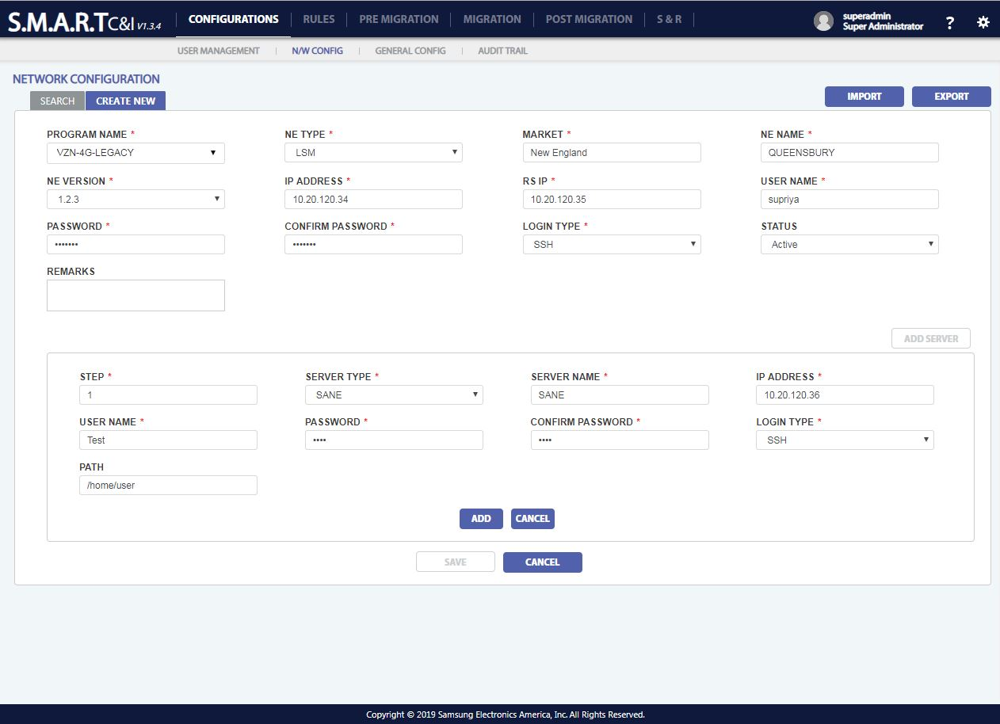 S.M.A.R.T C&I V1.3.4 CONFIGURATIONS RULES PRE MIGRATION MIGRATION POST MIGRATION S & R superadmin ?
Super Administrator
USER MANAGEMENT N/W CONFIG GENERAL CONFIG AUDIT TRAIL
NETWORK CONFIGURATION
SEARCH CREATE NEW IMPORT EXPORT
PROGRAM NAME * NE TYPE * MARKET * NE NAME *
VZN-4G-LEGACY LSM New England QUEENSBURY
NE VERSION * IP ADDRESS * RS IP * USER NAME *
1.2.3 10.20.120.34 10.20.120.35 supriya
PASSWORD * CONFIRM PASSWORD * LOGIN TYPE * STATUS
••••••• ••••••• SSH Active
REMARKS
ADD SERVER
STEP * SERVER TYPE * SERVER NAME * IP ADDRESS *
1 SANE SANE 10.20.120.36
USER NAME * PASSWORD * CONFIRM PASSWORD * LOGIN TYPE *
Test •••• •••• SSH
PATH
/home/user
ADD CANCEL
SAVE CANCEL
Copyright © 2019 Samsung Electronics America, Inc. All Rights Reserved.